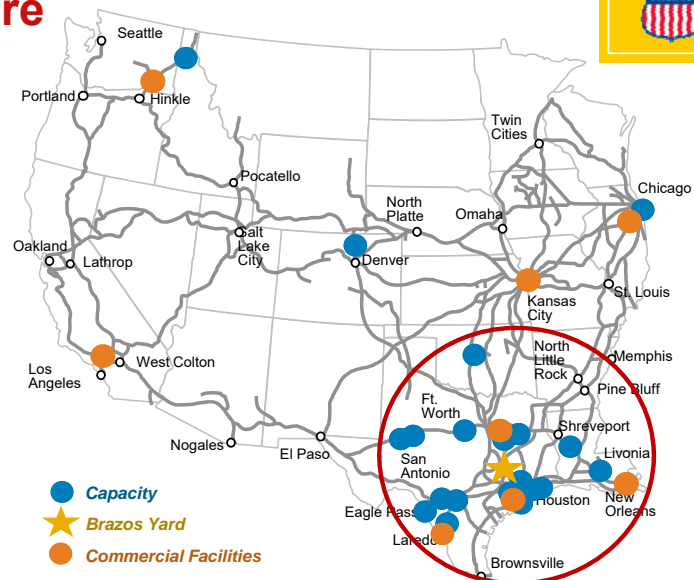 re
Seattle
Portland
Hinkle
Twin
Cities
Pocatello
Chicago
North
Platte
Omaha
Salt
Lake
City
Oakland
Lathrop
Denver
Kansas
City
St. Louis
North
Little
Rock
Memphis
West Colton
Los
Angeles
Pine Bluff
Ft.
Worth
Shreveport
Nogales
El Paso
San
Antonio
Livonia
Houston
New
Orleans
Eagle Pass
Laredo
Brownsville
Capacity
Brazos Yard
Commercial Facilities